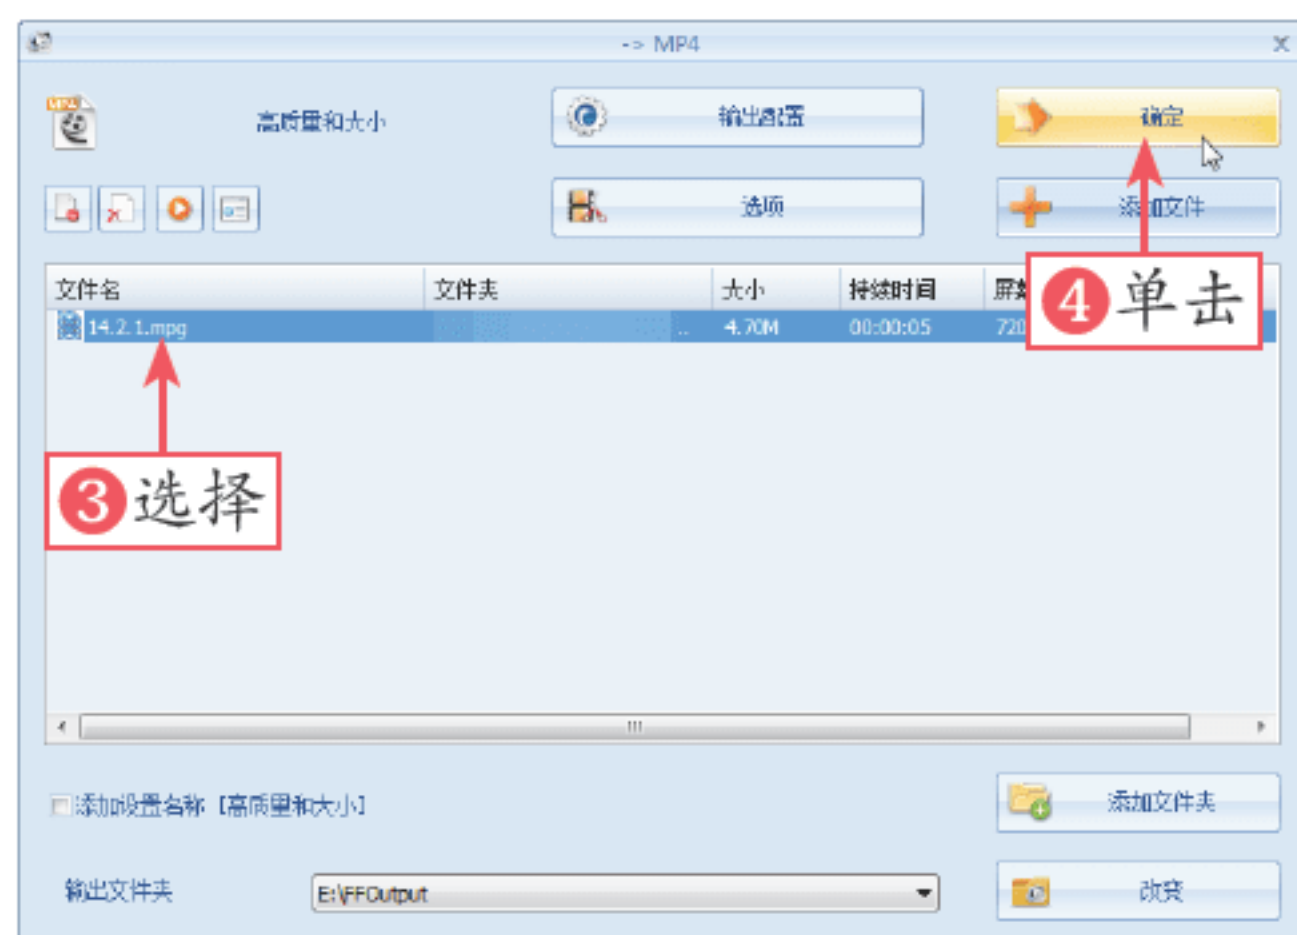 -> MP4
MP4
高质量和大小
输出配置
确定
选项
添加文件
文件名 文件夹 大小 持续时间 屏
4 单击
14.2.1.mpg .. 4.70M 00:00:05 720
3 选择
添加设置名称 [高质量和大小]
添加文件夹
输出文件夹 E:\FFOutput
改变